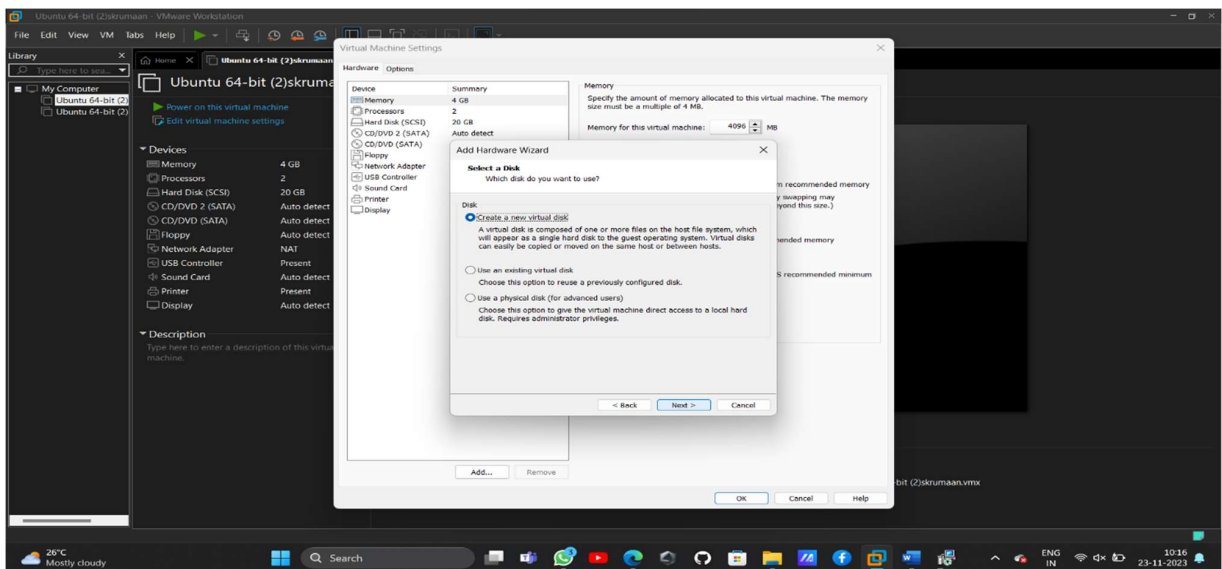 Ubuntu 64-bit (2)skrumaan - VMware Workstation
File Edit View VM Tabs Help
Library
Type here to sea...
My Computer
Ubuntu 64-bit (2)
Ubuntu 64-bit (2)
Home
Ubuntu 64-bit (2)skrumaan
Ubuntu 64-bit (2)skruma
Power on this virtual machine
Edit virtual machine settings
Devices
Memory 4 GB
Processors 2
Hard Disk (SCSI) 20 GB
CD/DVD 2 (SATA) Auto detect
CD/DVD (SATA) Auto detect
Floppy Auto detect
Network Adapter NAT
USB Controller Present
Sound Card Auto detect
Printer Present
Display Auto detect
Description
Type here to enter a description of this virtua
machine.
Virtual Machine Settings
Hardware Options
Device Summary
Memory 4 GB
Processors 2
Hard Disk (SCSI) 20 GB
CD/DVD 2 (SATA) Auto detect
CD/DVD (SATA)
Floppy
Network Adapter
USB Controller
Sound Card
Printer
Display
Add... Remove
Memory
Specify the amount of memory allocated to this virtual machine. The memory
size must be a multiple of 4 MB.
Memory for this virtual machine: 4096 MB
m recommended memory
y swapping may
eyond this size.)
ended memory
S recommended minimum
OK Cancel Help
Add Hardware Wizard
Select a Disk
Which disk do you want to use?
Disk
Create a new virtual disk
A virtual disk is composed of one or more files on the host file system, which
will appear as a single hard disk to the guest operating system. Virtual disks
can easily be copied or moved on the same host or between hosts.
Use an existing virtual disk
Choose this option to reuse a previously configured disk.
Use a physical disk (for advanced users)
Choose this option to give the virtual machine direct access to a local hard
disk. Requires administrator privileges.
< Back Next > Cancel
-bit (2)skrumaan.vmx
26°C
Mostly cloudy
Search
ENG
IN
10:16
23-11-2023